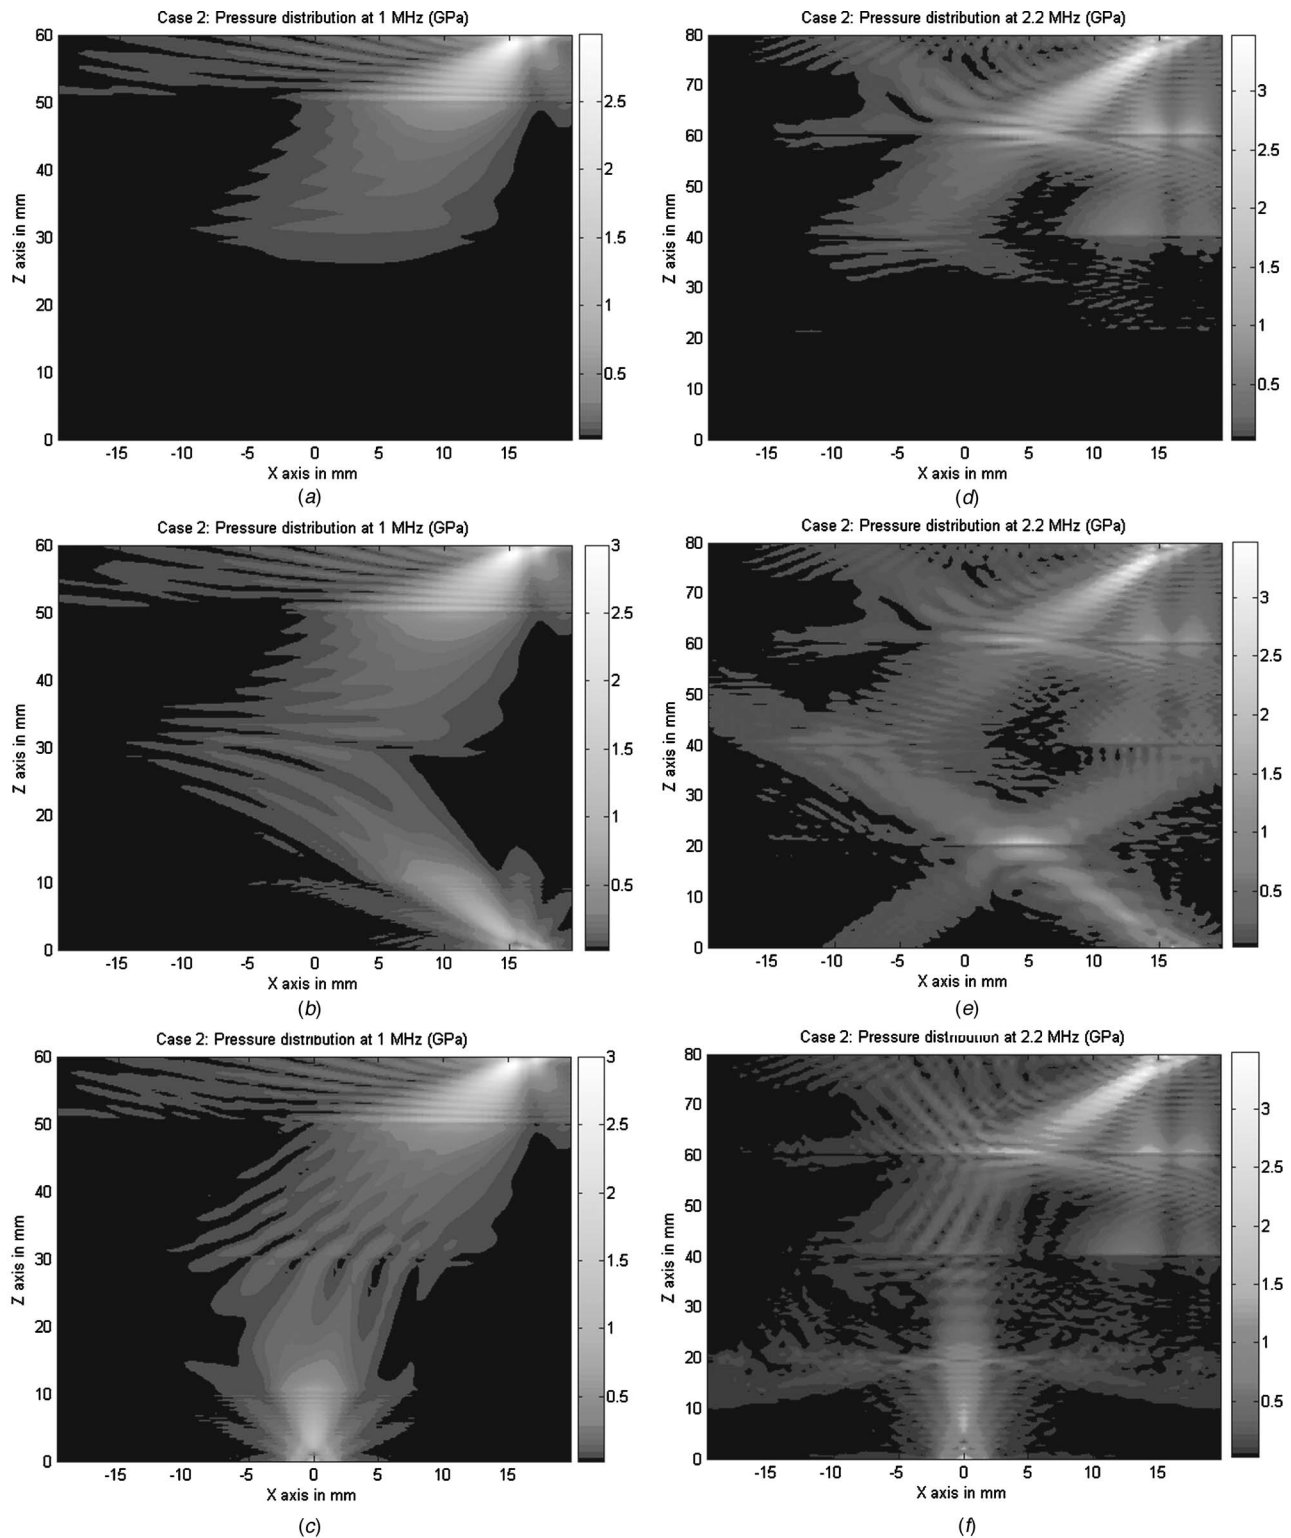 Case 2: Pressure distribution at 1 MHz (GPa)
60
50
40
30
20
10
0
Z axis in mm
-15 -10 -5 0 5 10 15
X axis in mm
2.5
2
1.5
1
0.5
(a)
Case 2: Pressure distribution at 2.2 MHz (GPa)
80
70
60
50
40
30
20
10
0
Z axis in mm
-15 -10 -5 0 5 10 15
X axis in mm
3
2.5
2
1.5
1
0.5
(d)
Case 2: Pressure distribution at 1 MHz (GPa)
60
50
40
30
20
10
0
Z axis in mm
-15 -10 -5 0 5 10 15
X axis in mm
3
2.5
2
1.5
1
0.5
(b)
Case 2: Pressure distribution at 2.2 MHz (GPa)
80
70
60
50
40
30
20
10
0
Z axis in mm
-15 -10 -5 0 5 10 15
X axis in mm
3
2.5
2
1.5
1
0.5
(e)
Case 2: Pressure distribution at 1 MHz (GPa)
60
50
40
30
20
10
0
Z axis in mm
-15 -10 -5 0 5 10 15
X axis in mm
3
2.5
2
1.5
1
0.5
(c)
Case 2: Pressure distribution at 2.2 MHz (GPa)
80
70
60
50
40
30
20
10
0
Z axis in mm
-15 -10 -5 0 5 10 15
X axis in mm
3
2.5
2
1.5
1
0.5
(f)